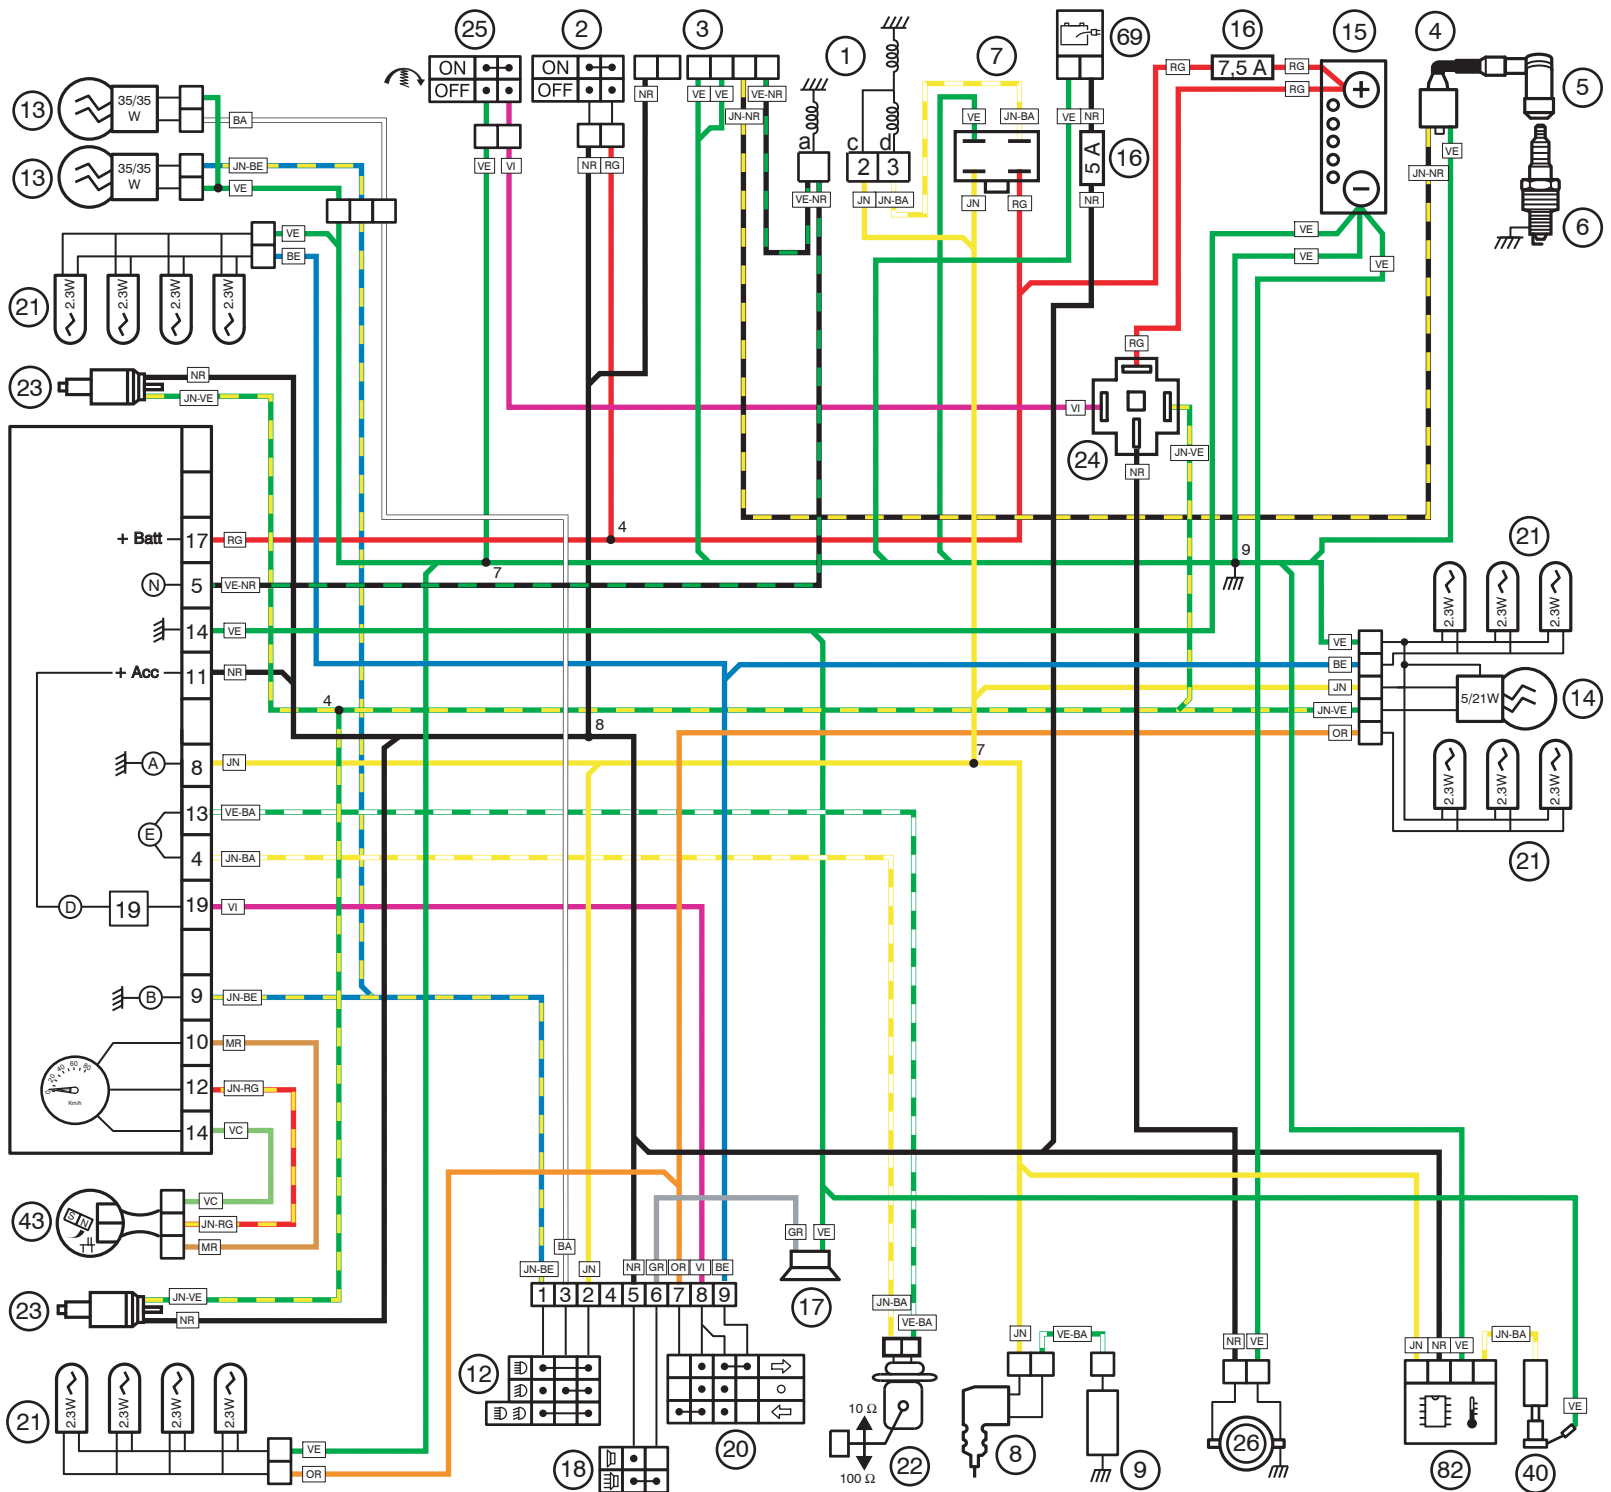 25
2
3
1
7
69
16
15
4
5
6
ON
OFF
ON
OFF
7,5 A
RG
RG
RG
+
−
13
35/35
W
BA
13
35/35
W
JN-BE
VE
NR
VE
VE
VE-NR
JN-NR
a
c
d
2
3
VE
JN-BA
VE
NR
5 A
16
NR
VE
JN-NR
VE
VI
NR
RG
VE-NR
JN
JN-BA
JN
RG
VE
VE
VE
21
2.3W
2.3W
2.3W
2.3W
VE
BE
23
NR
JN-VE
RG
VI
24
NR
JN-VE
+ Batt
17
RG
4
N
5
VE-NR
7
9
14
VE
+ Acc
11
NR
4
8
A
8
JN
7
E
13
VE-BA
4
JN-BA
D
19
19
VI
B
9
JN-BE
10
MR
12
JN-RG
14
VC
0
20
40
60
80
Km/h
21
2.3W
2.3W
2.3W
VE
BE
JN
JN-VE
OR
5/21W
14
2.3W
2.3W
2.3W
21
43
S
N
VC
JN-RG
MR
23
JN-VE
NR
21
2.3W
2.3W
2.3W
2.3W
VE
OR
JN-BE
BA
JN
NR
GR
OR
VI
BE
1
3
2
4
5
6
7
8
9
12
18
20
GR
VE
17
JN-BA
VE-BA
10 Ω
100 Ω
22
JN
VE-BA
8
9
NR
VE
26
JN
NR
VE
JN-BA
82
VE
40